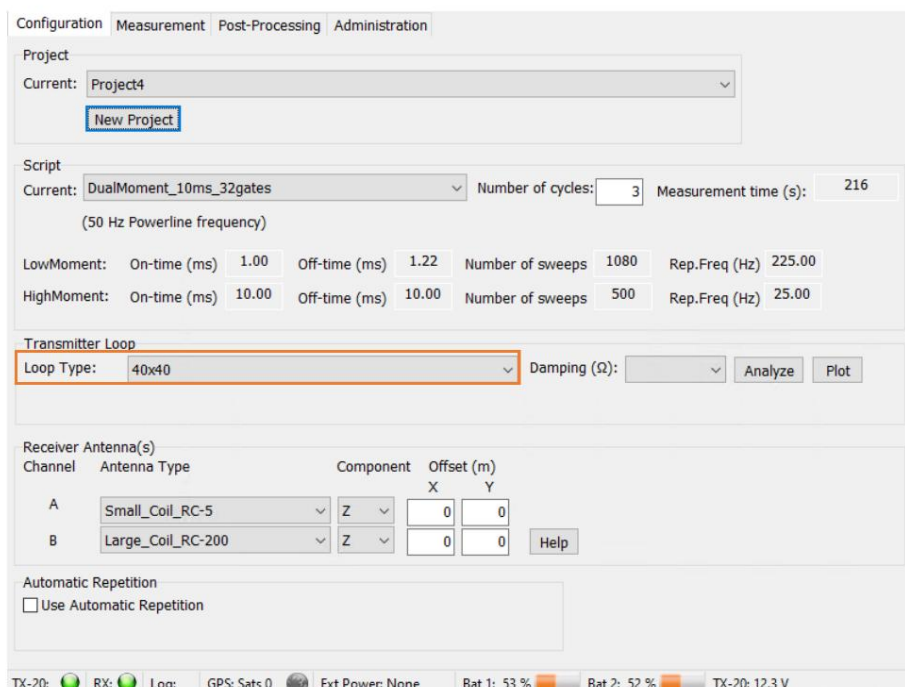 Configuration Measurement Post-Processing Administration
Project
Current: Project4
New Project
Script
Current: DualMoment_10ms_32gates Number of cycles: 3 Measurement time (s): 216
(50 Hz Powerline frequency)
LowMoment: On-time (ms) 1.00 Off-time (ms) 1.22 Number of sweeps 1080 Rep.Freq (Hz) 225.00
HighMoment: On-time (ms) 10.00 Off-time (ms) 10.00 Number of sweeps 500 Rep.Freq (Hz) 25.00
Transmitter Loop
Loop Type: 40x40 Damping (Ω): Analyze Plot
Receiver Antenna(s)
Channel Antenna Type Component Offset (m)
X Y
A Small_Coil_RC-5 Z 0 0
B Large_Coil_RC-200 Z 0 0 Help
Automatic Repetition
Use Automatic Repetition
TX-20: RX: Log: GPS: Sats 0 Ext Power: None Bat 1: 53 % Bat 2: 52 % TX-20: 12.3 V